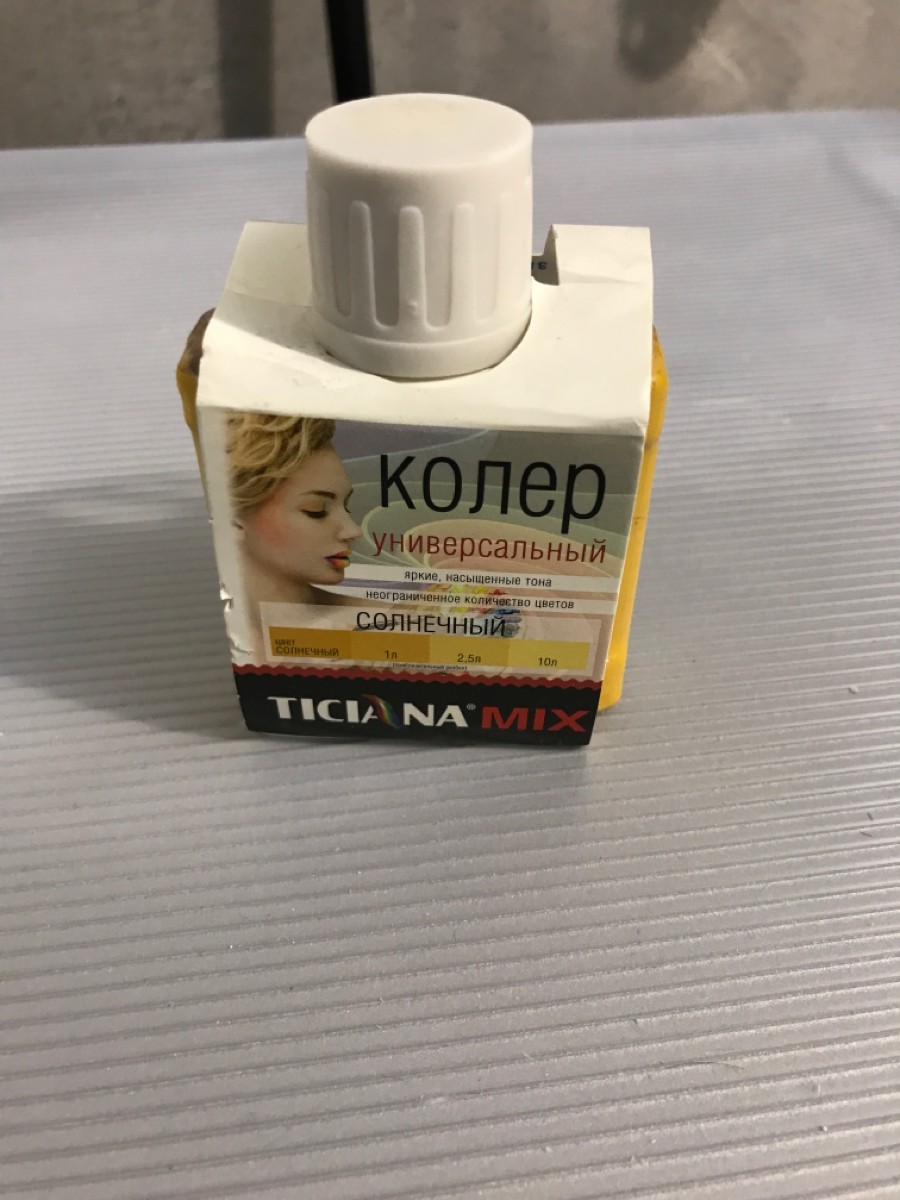 колер
универсальный
яркие, насыщенные тона
неограниченное количество цветов
СОЛНЕЧНЫЙ
цвет
СОЛНЕЧНЫЙ 1л 2,5л 10л
TICIANA® MIX